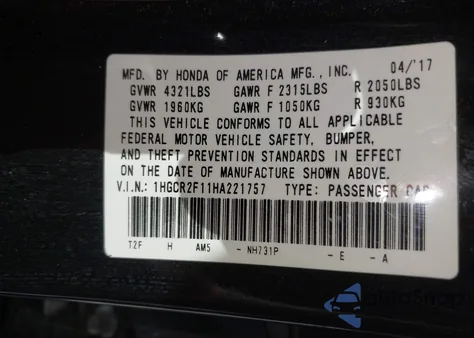 MFD. BY HONDA OF AMERICA MFG., INC. 04/'17
GVWR 4321LBS GAWR F 2315LBS R 2050LBS
GVWR 1960KG GAWR F 1050KG R 930KG
THIS VEHICLE CONFORMS TO ALL APPLICABLE
FEDERAL MOTOR VEHICLE SAFETY, BUMPER,
AND THEFT PREVENTION STANDARDS IN EFFECT
ON THE DATE OF MANUFACTURE SHOWN ABOVE.
V.I.N.: 1HGCR2F11HA221757 TYPE: PASSENGER CAR
T2F H AM5 - NH731P - E - A